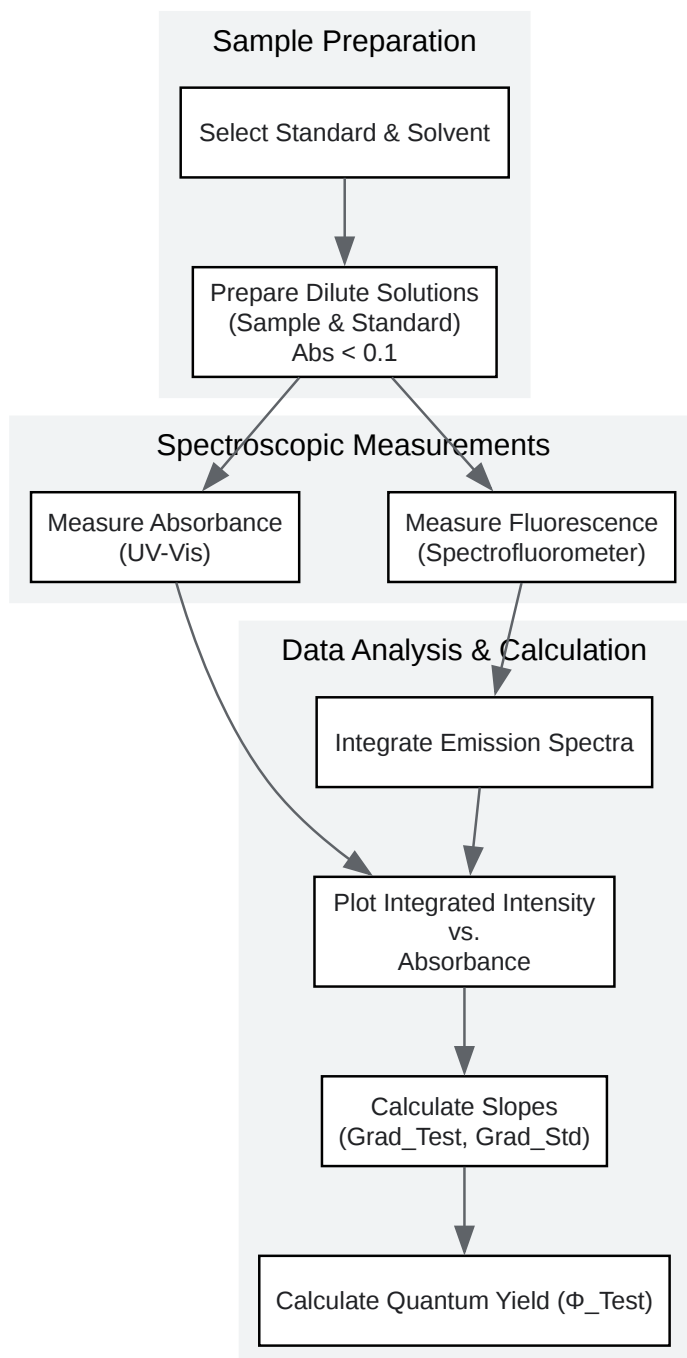 Sample Preparation
Select Standard & Solvent
Prepare Dilute Solutions
(Sample & Standard)
Abs < 0.1
Spectroscopic Measurements
Measure Absorbance
(UV-Vis)
Measure Fluorescence
(Spectrofluorometer)
Data Analysis & Calculation
Integrate Emission Spectra
Plot Integrated Intensity
vs.
Absorbance
Calculate Slopes
(Grad_Test, Grad_Std)
Calculate Quantum Yield (Φ_Test)